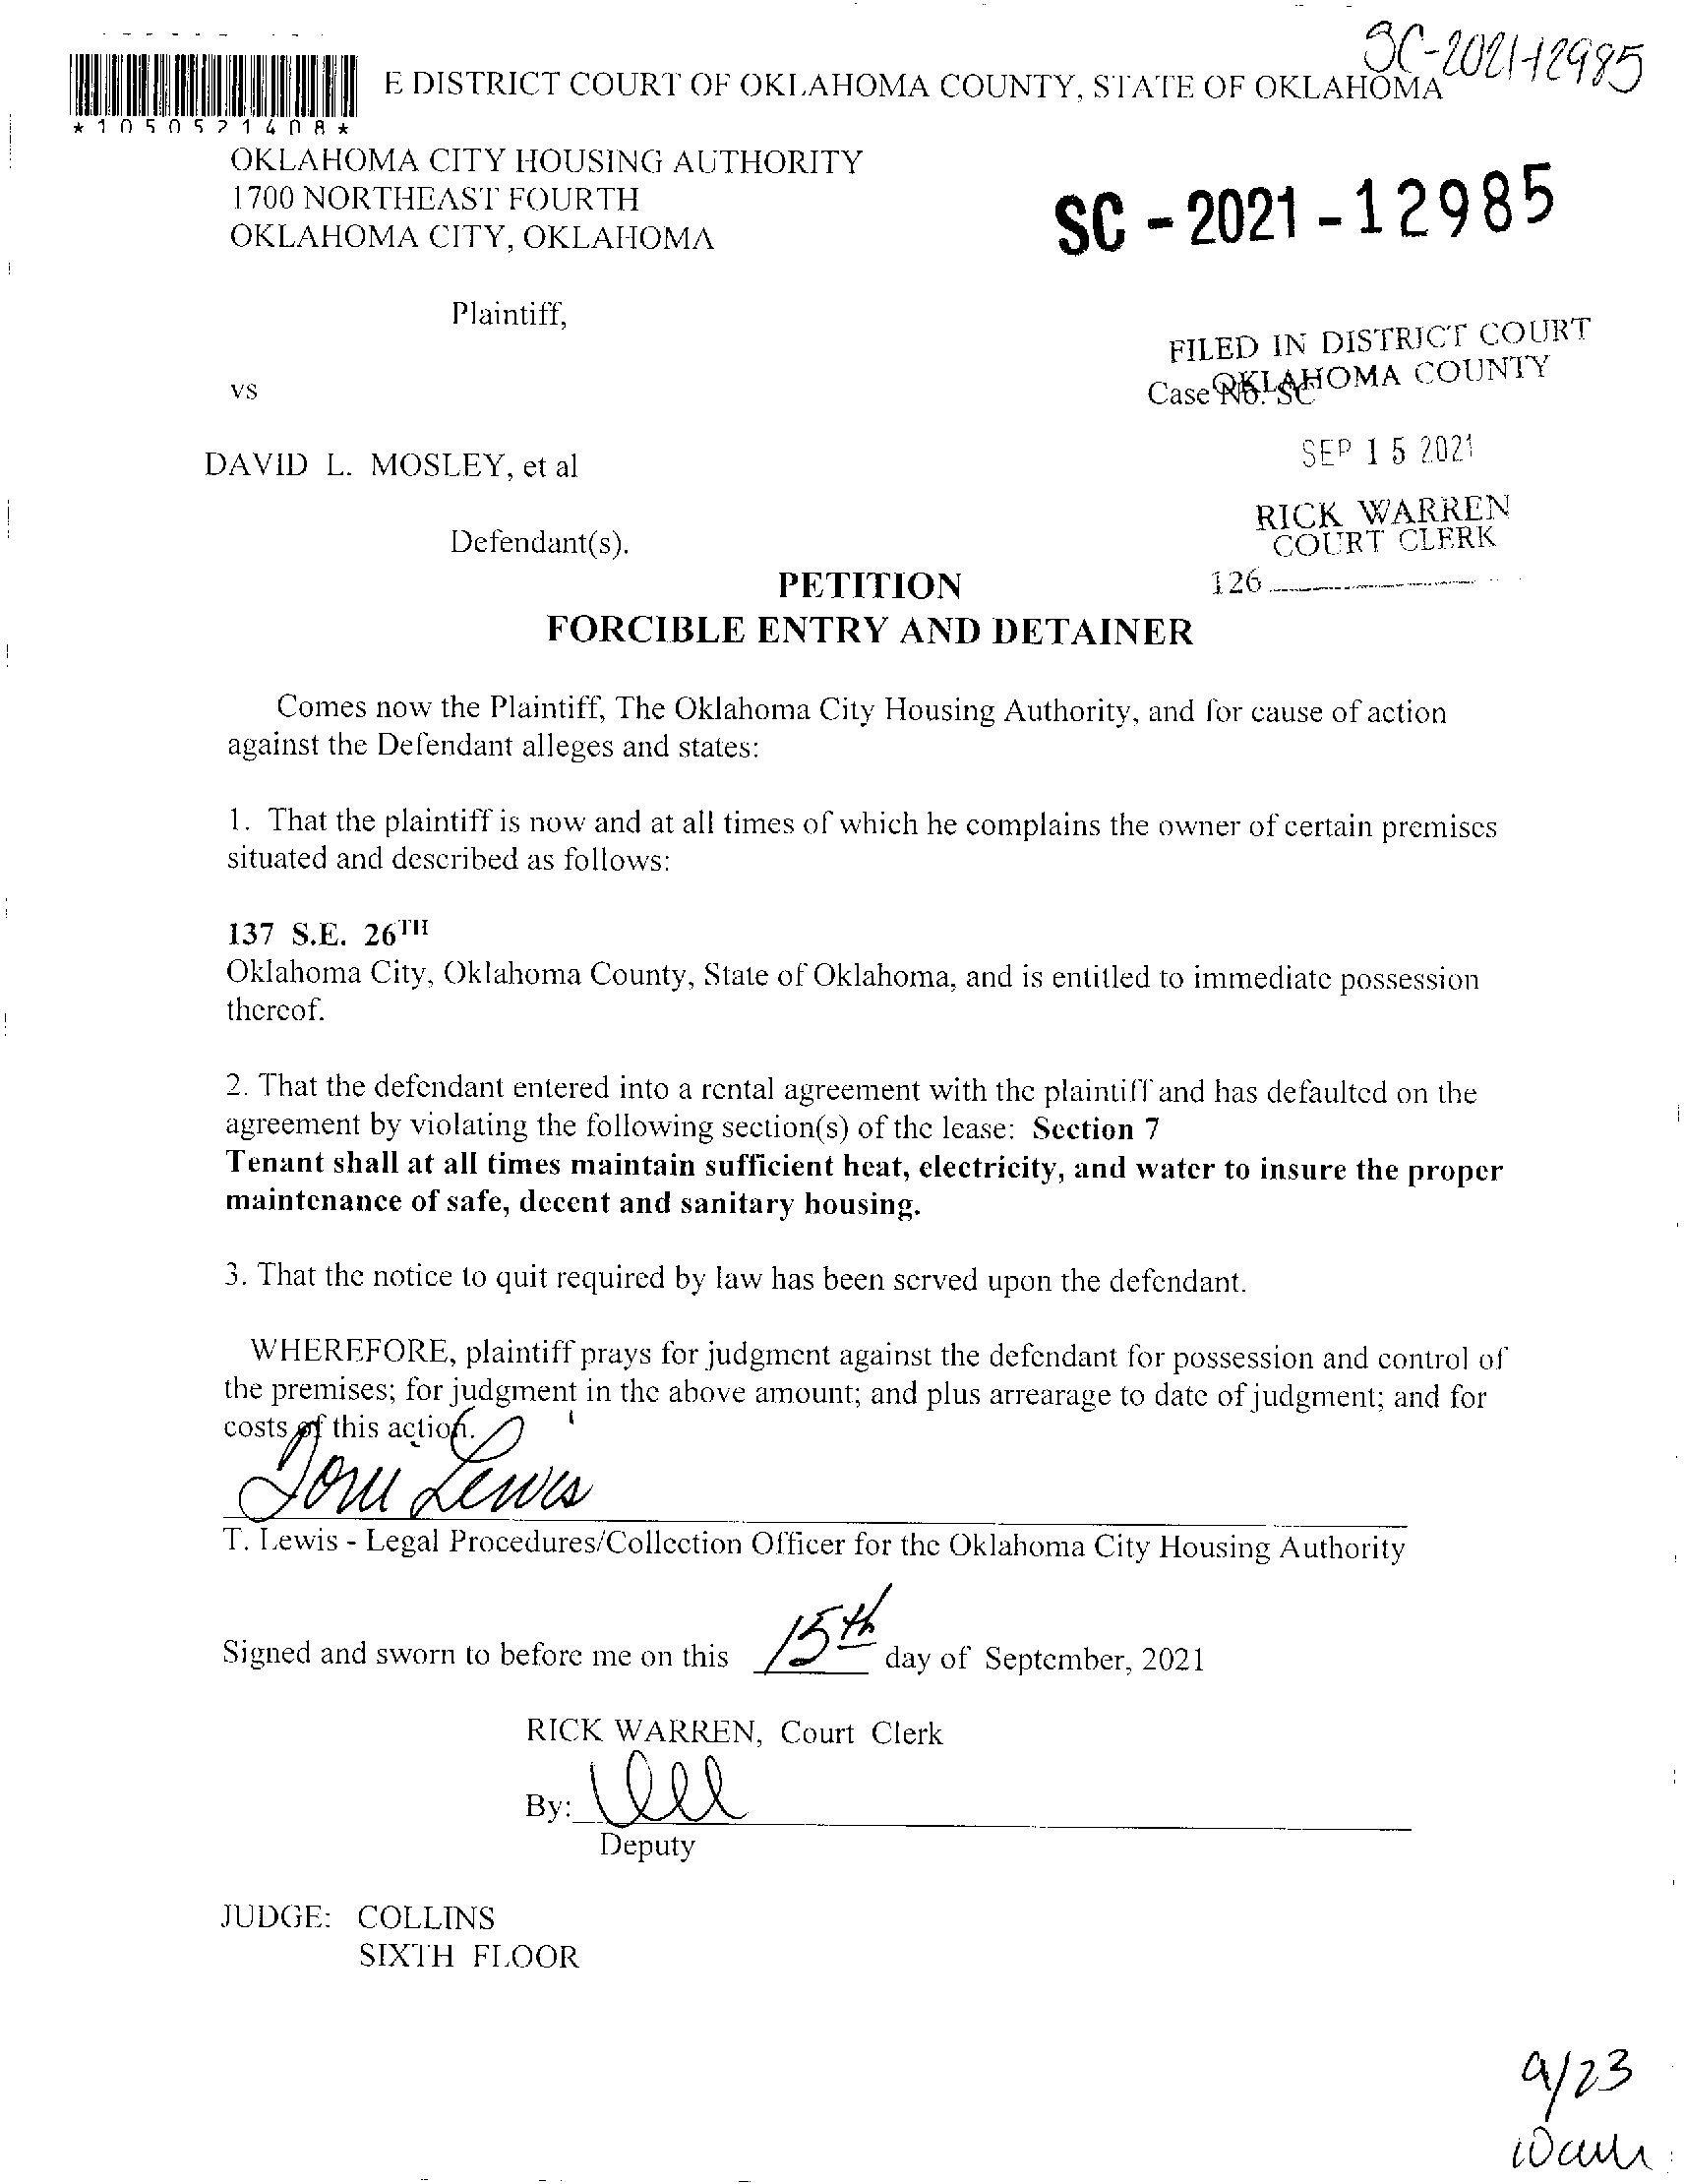 SC-2021-12985
E DISTRICT COURT OF OKLAHOMA COUNTY, STATE OF OKLAHOMA
*1050521408*
OKLAHOMA CITY HOUSING AUTHORITY
1700 NORTHEAST FOURTH
OKLAHOMA CITY, OKLAHOMA
SC - 2021 - 12985
Plaintiff,
FILED IN DISTRICT COURT
OKLAHOMA COUNTY
vs
Case No. SC
SEP 15 2021
DAVID L. MOSLEY, et al
RICK WARREN
COURT CLERK
Defendant(s).
126
PETITION
FORCIBLE ENTRY AND DETAINER
Comes now the Plaintiff, The Oklahoma City Housing Authority, and for cause of action
against the Defendant alleges and states:
1. That the plaintiff is now and at all times of which he complains the owner of certain premises
situated and described as follows:
137 S.E. 26TH
Oklahoma City, Oklahoma County, State of Oklahoma, and is entitled to immediate possession
thereof.
2. That the defendant entered into a rental agreement with the plaintiff and has defaulted on the
agreement by violating the following section(s) of the lease: Section 7
Tenant shall at all times maintain sufficient heat, electricity, and water to insure the proper
maintenance of safe, decent and sanitary housing.
3. That the notice to quit required by law has been served upon the defendant.
WHEREFORE, plaintiff prays for judgment against the defendant for possession and control of
the premises; for judgment in the above amount; and plus arrearage to date of judgment; and for
costs of this action.
Toni Lewis
T. Lewis - Legal Procedures/Collection Officer for the Oklahoma City Housing Authority
Signed and sworn to before me on this 15th day of September, 2021
RICK WARREN, Court Clerk
By:
Deputy
JUDGE: COLLINS
SIXTH FLOOR
9/23